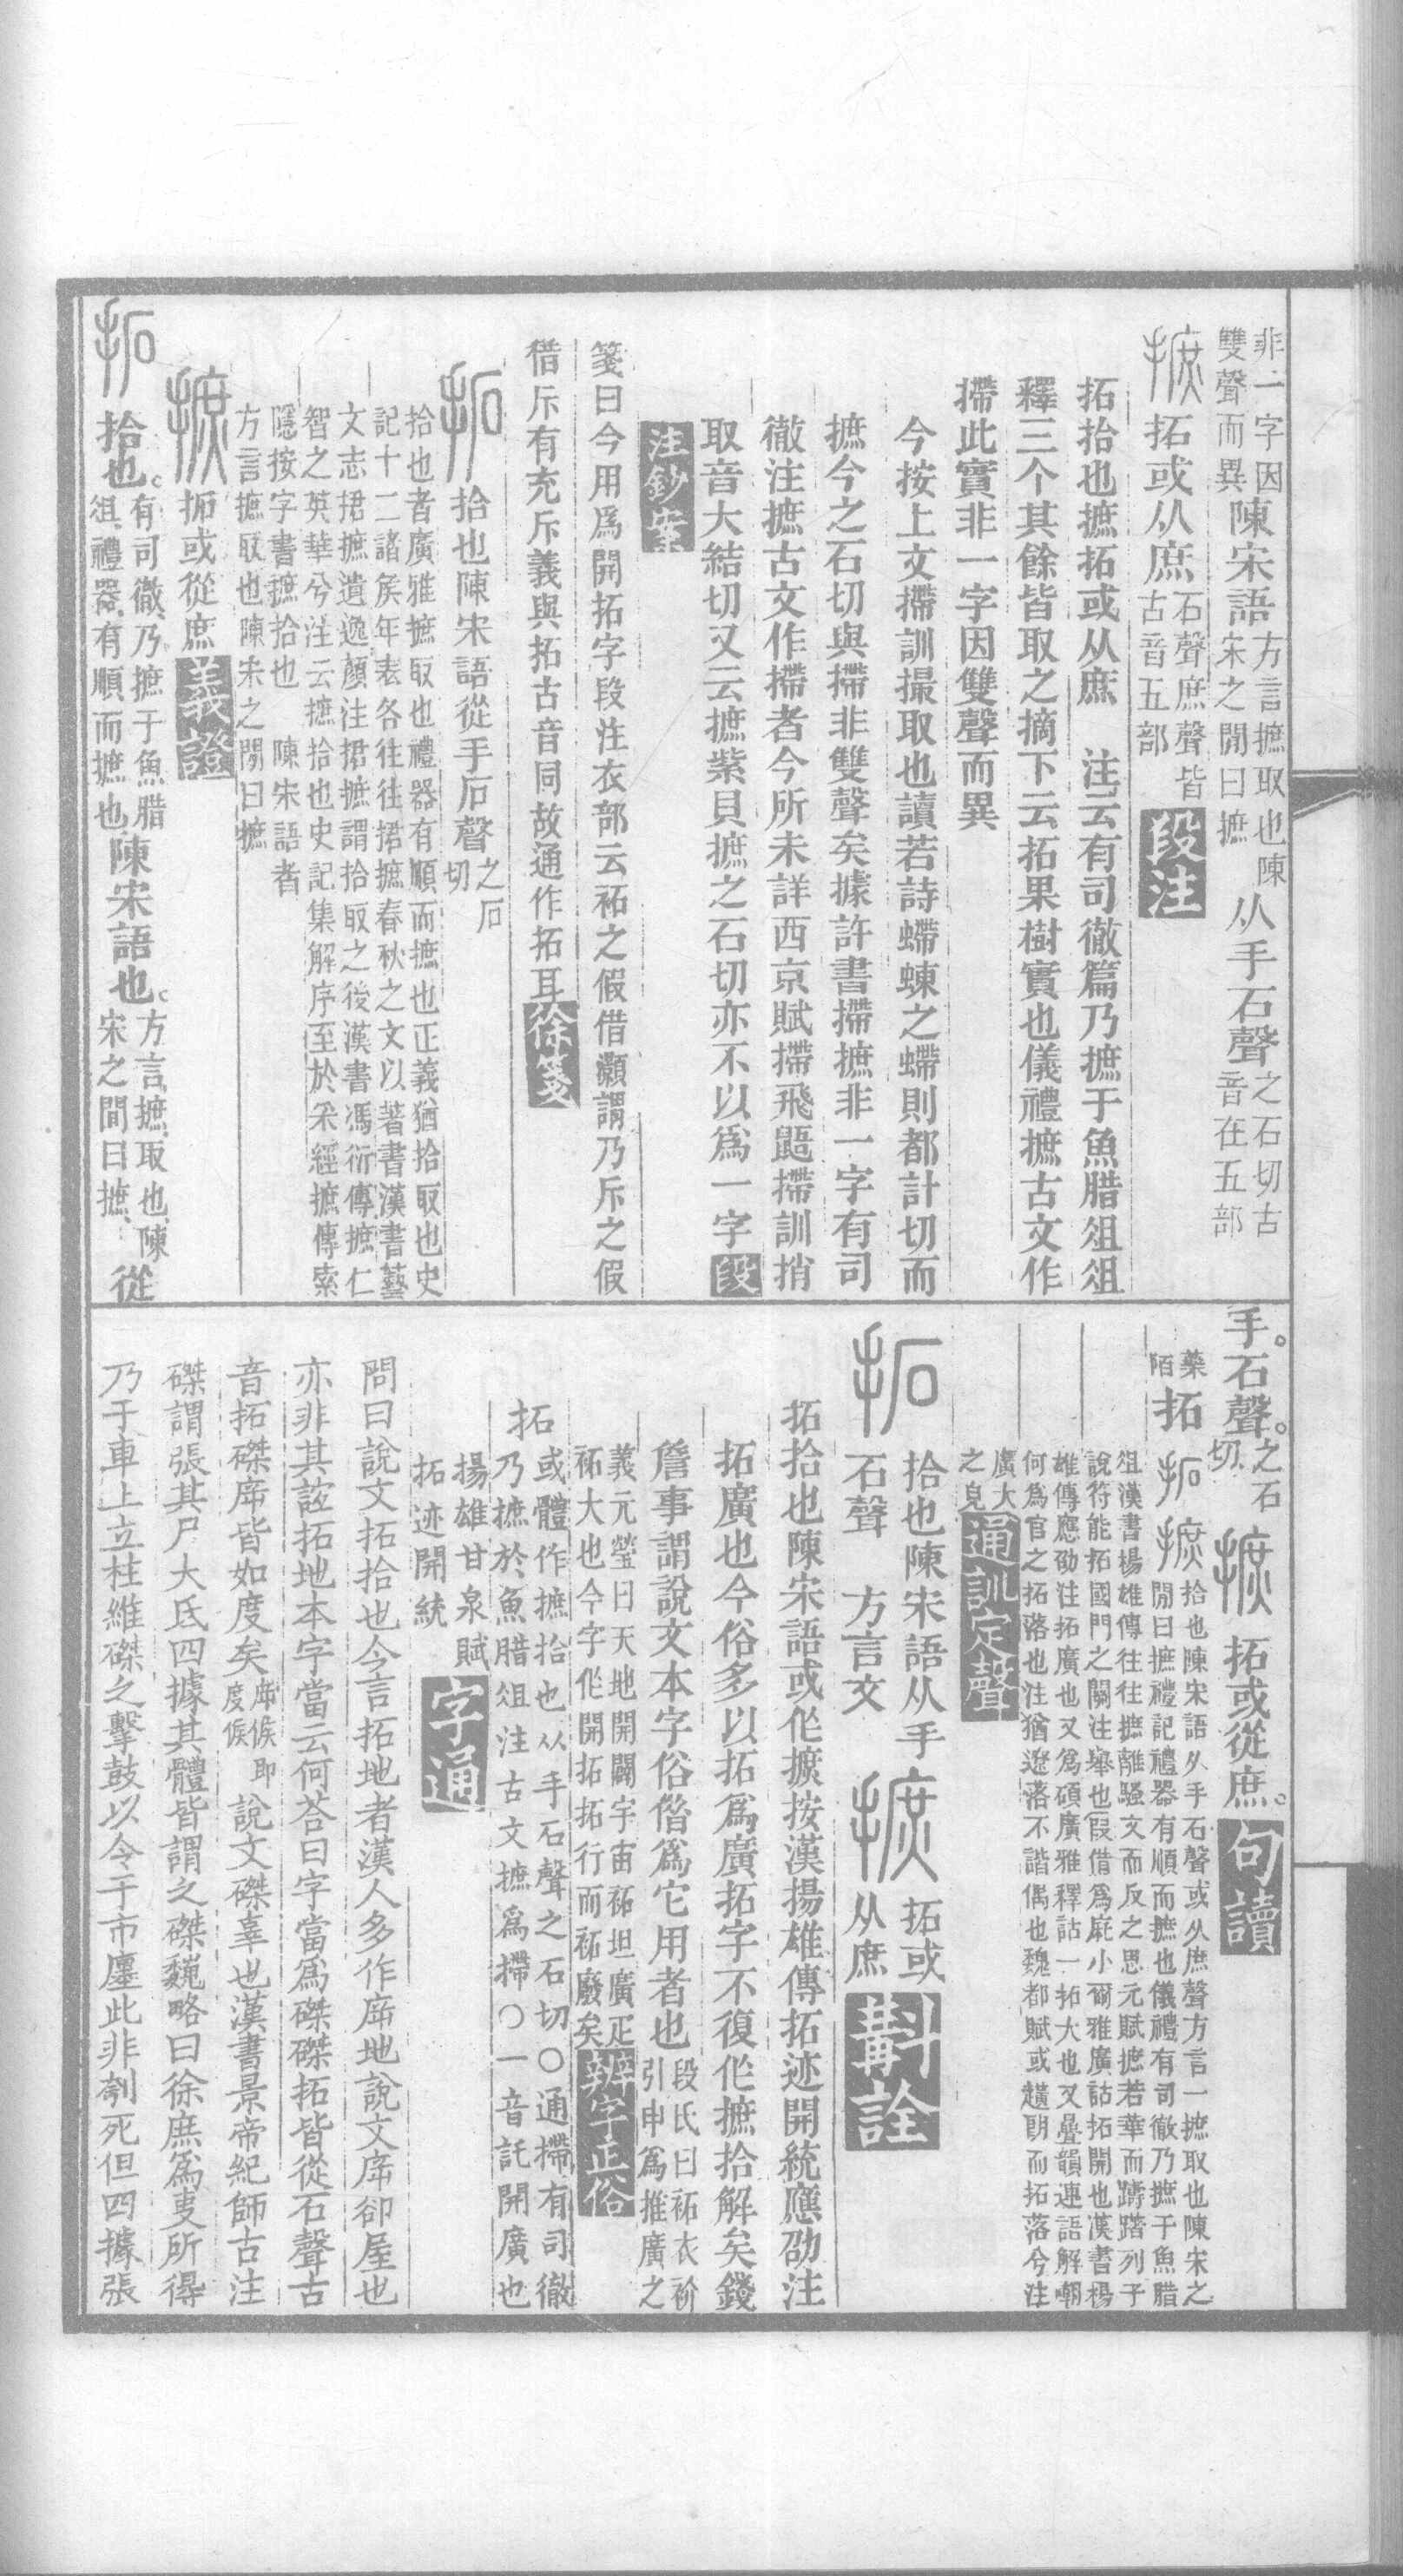 非一字因
雙聲而異
陳宋語
方言摭取也陳
宋之閒曰摭
从手石聲
之石切古
音在五部
摭拓或从庶
石聲庶聲皆
古音五部
段注
拓拾也摭拓或从庶　注云有司徹篇乃摭于魚腊俎俎
釋三个其餘皆取之摘下云拓果樹實也儀禮摭古文作
摕此實非一字因雙聲而異
今按上文摕訓撮取也讀若詩螮蝀之螮則都計切而
摭今之石切與摕非雙聲矣據許書摕摭非一字有司
徹注摭古文作摕者今所未詳西京賦摕飛鼯摕訓捎
取音大結切又云摭紫貝摭之石切亦不以爲一字段
注鈔案
箋曰今用爲開拓字段注衣部云袥之假借灝謂乃斥之假
借斥有充斥義與拓古音同故通作拓耳徐箋
拓
拾也陳宋語從手石聲
之石
切
拾也者廣雅摭取也禮器有順而摭也正義猶拾取也史
記十二諸矦年表各往往捃摭春秋之文以著書漢書藝
文志捃摭遺逸顏注捃摭謂拾取之後漢書馮衍傳摭仁
智之英華兮注云摭拾也史記集解序至於采經摭傳索
隱按字書摭拾也　陳宋語者
方言摭取也陳宋之閒曰摭
摭拓或從庶義證
拓拾也。
有司徹、乃摭于魚腊
俎、禮器、有順而摭也
陳宋語也。
方言、摭、取也、陳
宋之間曰摭、
從
手。石聲。
之石
切
摭拓或從庶。句讀
藥
陌
拓
拓摭
拾也陳宋語从手石聲或从庶聲方言一摭取也陳宋之
閒曰摭禮記禮器有順而摭也儀禮有司徹乃摭于魚腊
俎漢書楊雄傳往往摭離騷文而反之思元賦摭若華而躊躇列子
說符能拓國門之關注舉也叚借爲㡿小爾雅廣詁拓開也漢書楊
雄傳應劭注拓廣也又爲碩廣雅釋詁一拓大也又疊韻連語解嘲
何爲官之拓落也注猶遼落不諧偶也魏都賦或䠢朗而拓落兮注
廣大
之皃
通訓定聲
拓
拾也陳宋語从手
石聲　方言文
摭
拓或
从庶
斠詮
拓拾也陳宋語或作摭按漢揚雄傳拓迹開統應劭注
拓廣也今俗多以拓爲廣拓字不復作摭拾解矣錢
詹事謂說文本字俗借爲它用者也
段氏曰袥衣衸
引申爲推廣之
義元瑩曰天地開闢宇宙袥坦廣疋
袥大也今字作開拓拓行而袥廢矣
辨字正俗
拓
或體作摭拾也从手石聲之石切○通摕有司徹
乃摭於魚腊俎注古文摭爲摕○一音託開廣也
揚雄甘泉賦
拓迹開統
字通
問曰說文拓拾也今言拓地者漢人多作㡿地說文㡿卻屋也
亦非其誼拓地本字當云何荅曰字當爲磔磔拓皆從石聲古
音拓磔㡿皆如度矣
㡿候即
度候
說文磔辜也漢書景帝紀師古注
磔謂張其尸大氐四據其體皆謂之磔魏略曰徐庶爲吏所得
乃于車上立柱維磔之擊鼓以令于市廛此非刳死但四據張